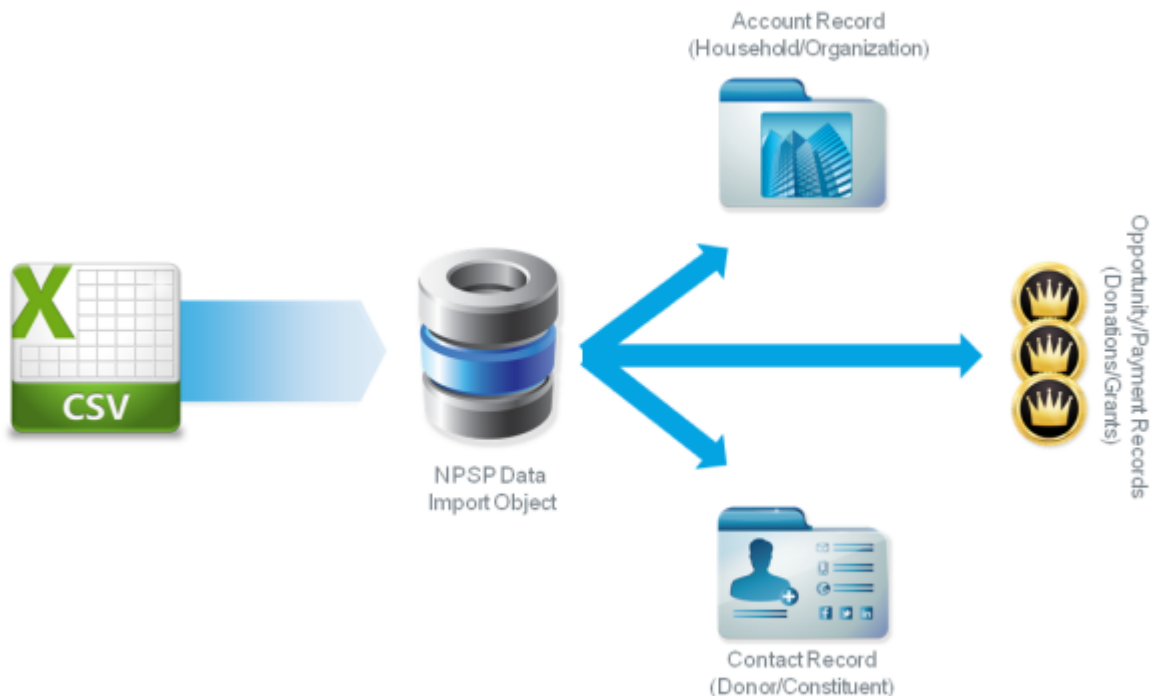 Account Record
(Household/Organization)
X
CSV
NPSP Data
Import Object
Opportunity/Payment Records
(Donations/Grants)
Contact Record
(Donor/Constituent)